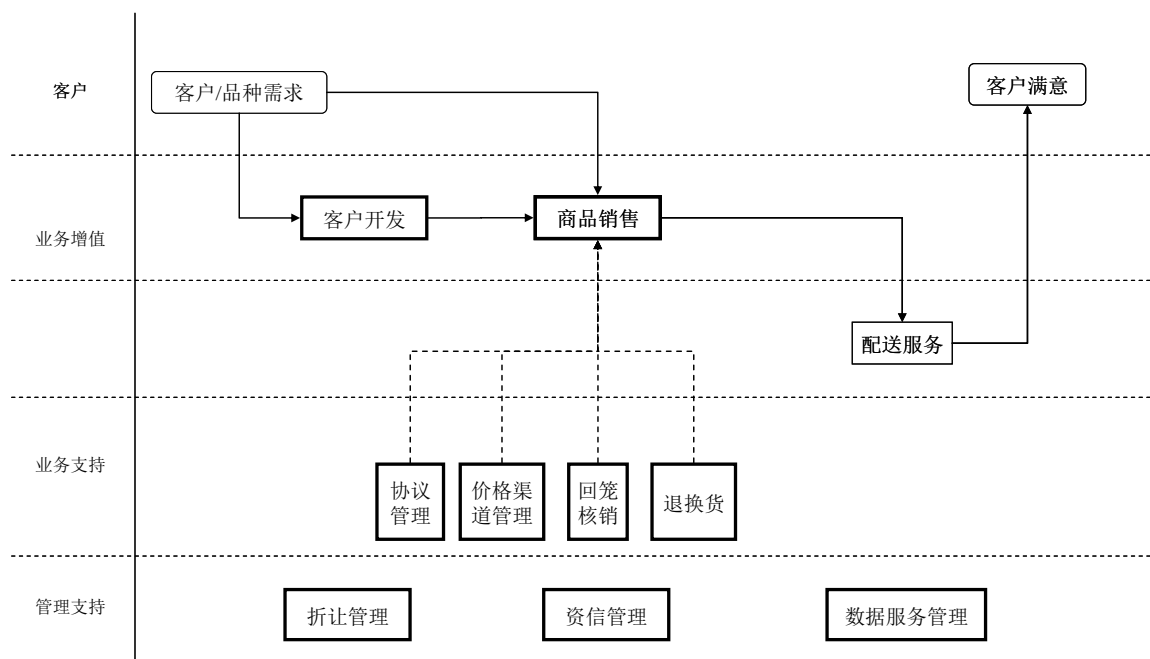 客户
客户/品种需求
客户满意
业务增值
客户开发
商品销售
配送服务
业务支持
协议
管理
价格渠
道管理
回笼
核销
退换货
管理支持
折让管理
资信管理
数据服务管理